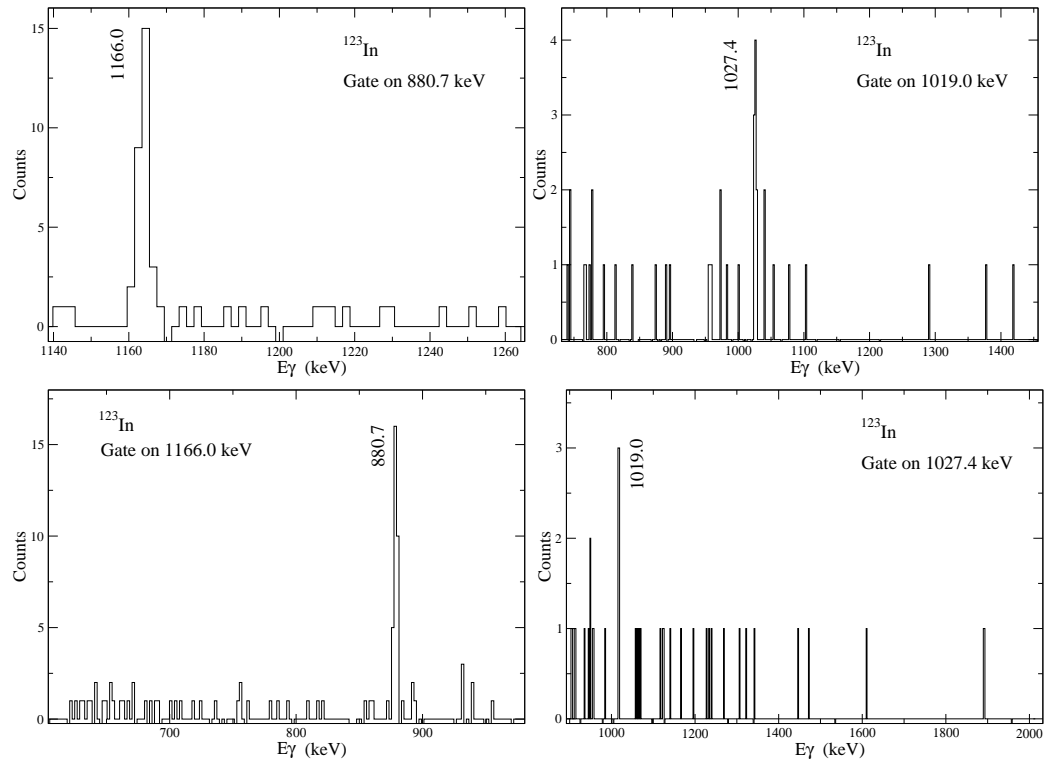 15
10
5
0
Counts
1166.0
123In
Gate on 880.7 keV
1140 1160 1180 1200 1220 1240 1260
Eγ (keV)
4
3
2
1
0
Counts
1027.4
123In
Gate on 1019.0 keV
800 900 1000 1100 1200 1300 1400
Eγ (keV)
15
10
5
0
Counts
123In
Gate on 1166.0 keV
880.7
700 800 900
Eγ (keV)
3
2
1
0
Counts
1019.0
123In
Gate on 1027.4 keV
1000 1200 1400 1600 1800 2000
Eγ (keV)